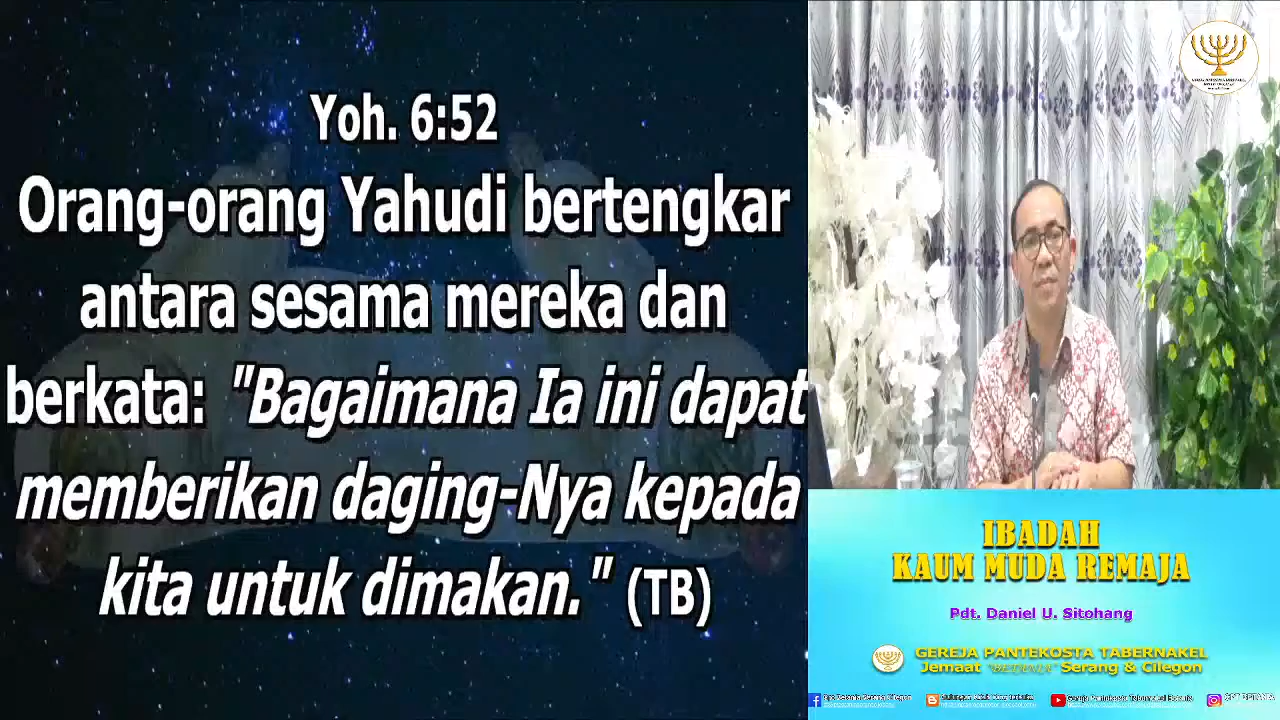 Yoh. 6:52
Orang-orang Yahudi bertengkar
antara sesama mereka dan
berkata: "Bagaimana Ia ini dapat
memberikan daging-Nya kepada
kita untuk dimakan." (TB)
IBADAH
KAUM MUDA REMAJA
Pdt. Daniel U. Sitohang
GEREJA PANTEKOSTA TABERNAKEL
Jemaat "BETANIA" Serang & Cilegon